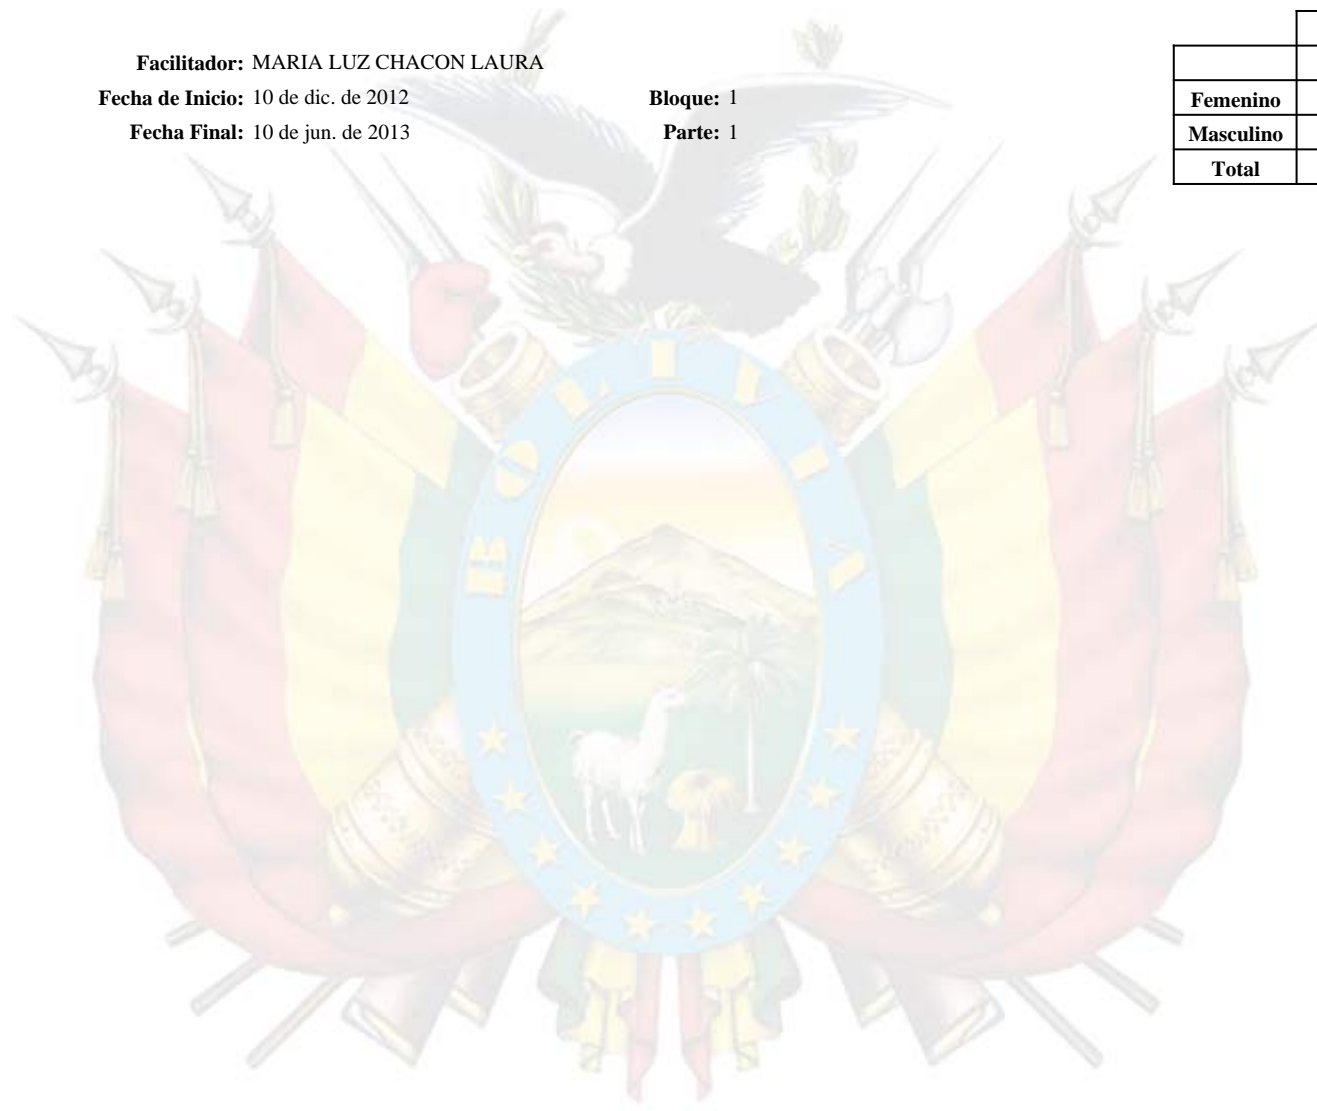 Facilitador: MARIA LUZ CHACON LAURA
Fecha de Inicio: 10 de dic. de 2012 Bloque: 1
Fecha Final: 10 de jun. de 2013 Parte: 1
Femenino
Masculino
Total
BOLIVIA